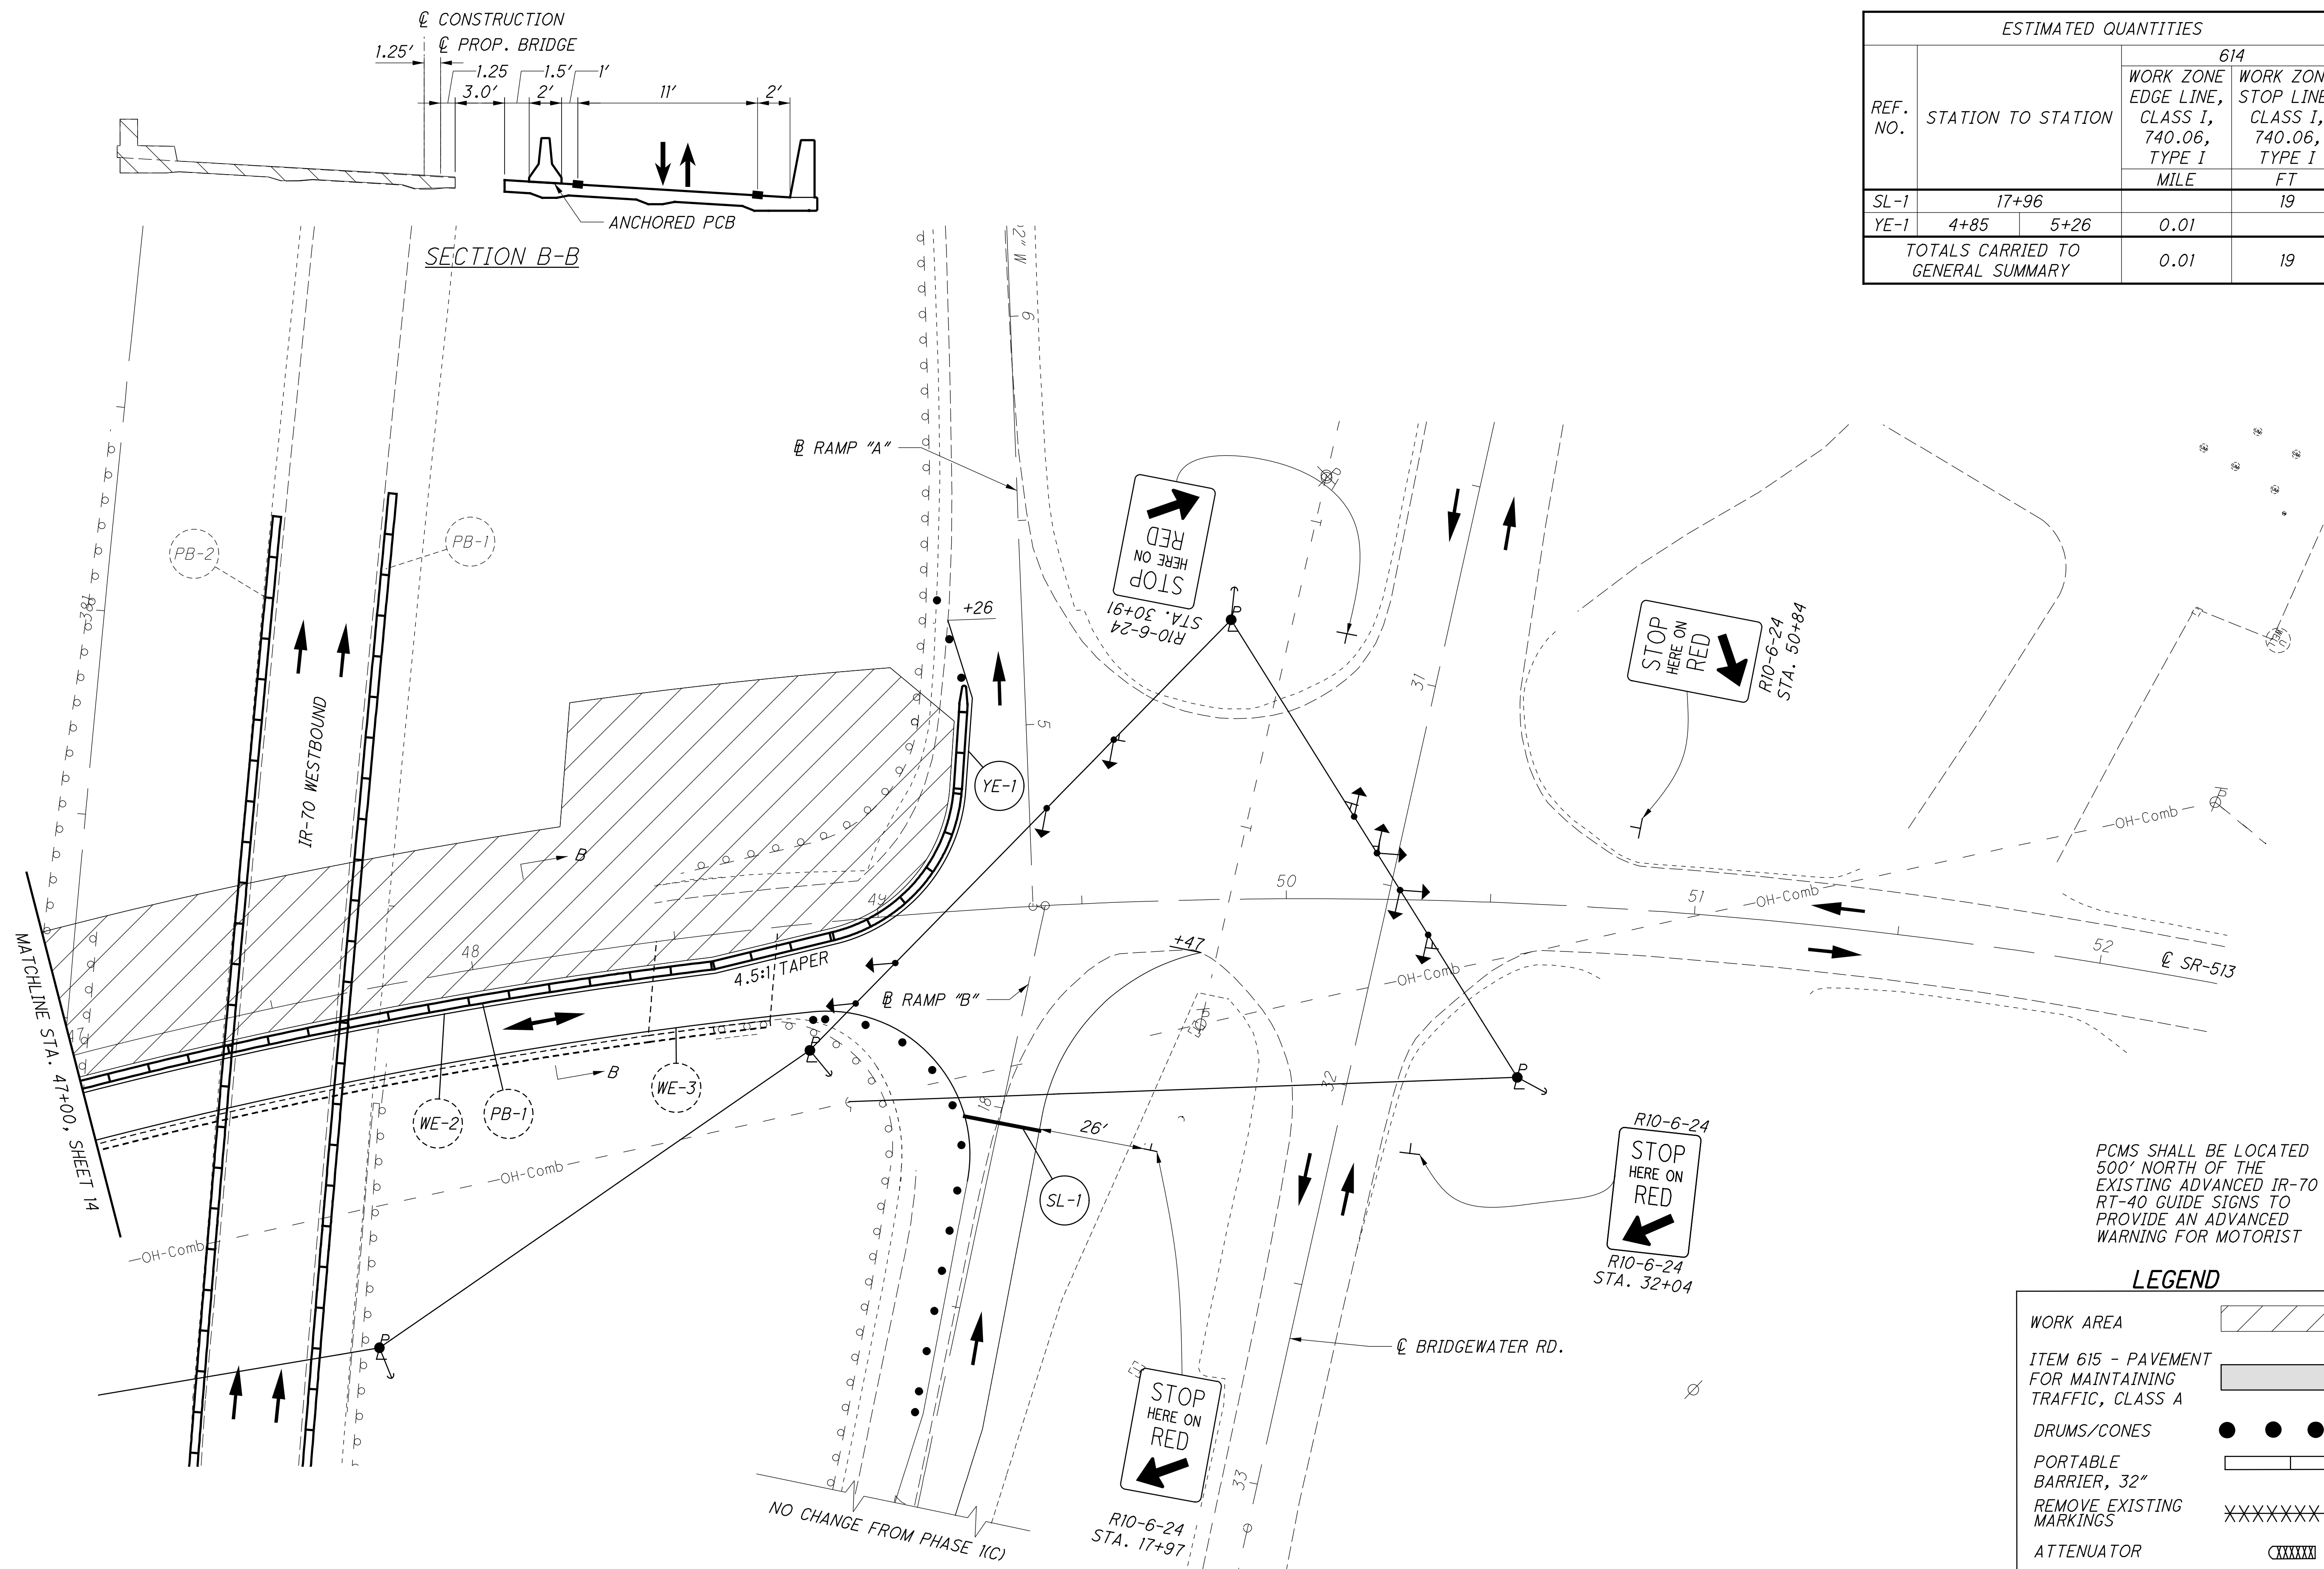 ℄ CONSTRUCTION
℄ PROP. BRIDGE
1.25'
1.25
1.5'
1'
3.0'
2'
11'
2'
ANCHORED PCB
SECTION B-B
ESTIMATED QUANTITIES
REF. NO.
STATION TO STATION
614
WORK ZONE EDGE LINE, CLASS I, 740.06, TYPE I
STOP LINE CLASS I, 740.06, TYPE I
MILE
FT
SL-1 17+96 19
YE-1 4+85 5+26 0.01
TOTALS CARRIED TO GENERAL SUMMARY 0.01 19
2" W
6
RAMP "A"
STOP
HERE ON
RED
R10-6-24
STA. 30+91
P
STOP
HERE ON
RED
R10-6-24
STA. 50+84
PB-2
PB-1
+26
31
5
YE-1
IR-70 WESTBOUND
383
B
OH-Comb
49
50
51
52
OH-Comb
℄ SR-513
48
4.5:1 TAPER
+47
OH-Comb
RAMP "B"
47
MATCHLINE STA. 47+00, SHEET 14
P
B
WE-2
PB-1
WE-3
18
32
P
26'
SL-1
OH-Comb
OH-Comb
R10-6-24
STOP
HERE ON
RED
R10-6-24
STA. 32+04
P
℄ BRIDGEWATER RD.
STOP
HERE ON
RED
R10-6-24
STA. 17+97
33
NO CHANGE FROM PHASE 1(C)
PCMS SHALL BE LOCATED
500' NORTH OF THE
EXISTING ADVANCED IR-70
RT-40 GUIDE SIGNS TO
PROVIDE AN ADVANCED
WARNING FOR MOTORIST
LEGEND
WORK AREA
ITEM 615 - PAVEMENT
FOR MAINTAINING
TRAFFIC, CLASS A
DRUMS/CONES
PORTABLE
BARRIER, 32"
REMOVE EXISTING
MARKINGS
ATTENUATOR